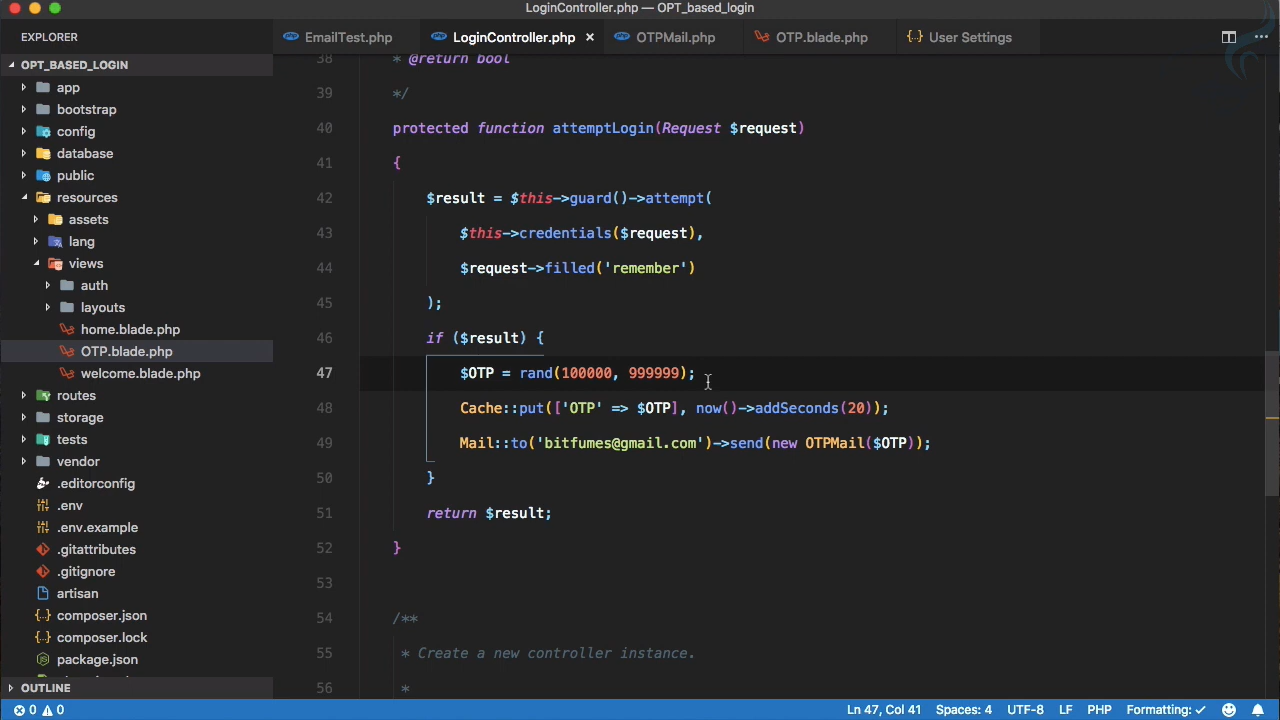 LoginController.php — OPT_based_login
EXPLORER
EmailTest.php
LoginController.php ×
OTPMail.php
OTP.blade.php
{..} User Settings
OPT_BASED_LOGIN
app
bootstrap
config
database
public
resources
assets
lang
views
auth
layouts
home.blade.php
OTP.blade.php
welcome.blade.php
routes
storage
tests
vendor
.editorconfig
.env
.env.example
.gitattributes
.gitignore
artisan
{..} composer.json
{..} composer.lock
package.json
OUTLINE
38 * @return bool
39 */
40 protected function attemptLogin(Request $request)
41 {
42 $result = $this->guard()->attempt(
43 $this->credentials($request),
44 $request->filled('remember')
45 );
46 if ($result) {
47 $OTP = rand(100000, 999999);
48 Cache::put(['OTP' => $OTP], now()->addSeconds(20));
49 Mail::to('bitfumes@gmail.com')->send(new OTPMail($OTP));
50 }
51 return $result;
52 }
53
54 /**
55 * Create a new controller instance.
56 *
0 0 Ln 47, Col 41 Spaces: 4 UTF-8 LF PHP Formatting: ✓